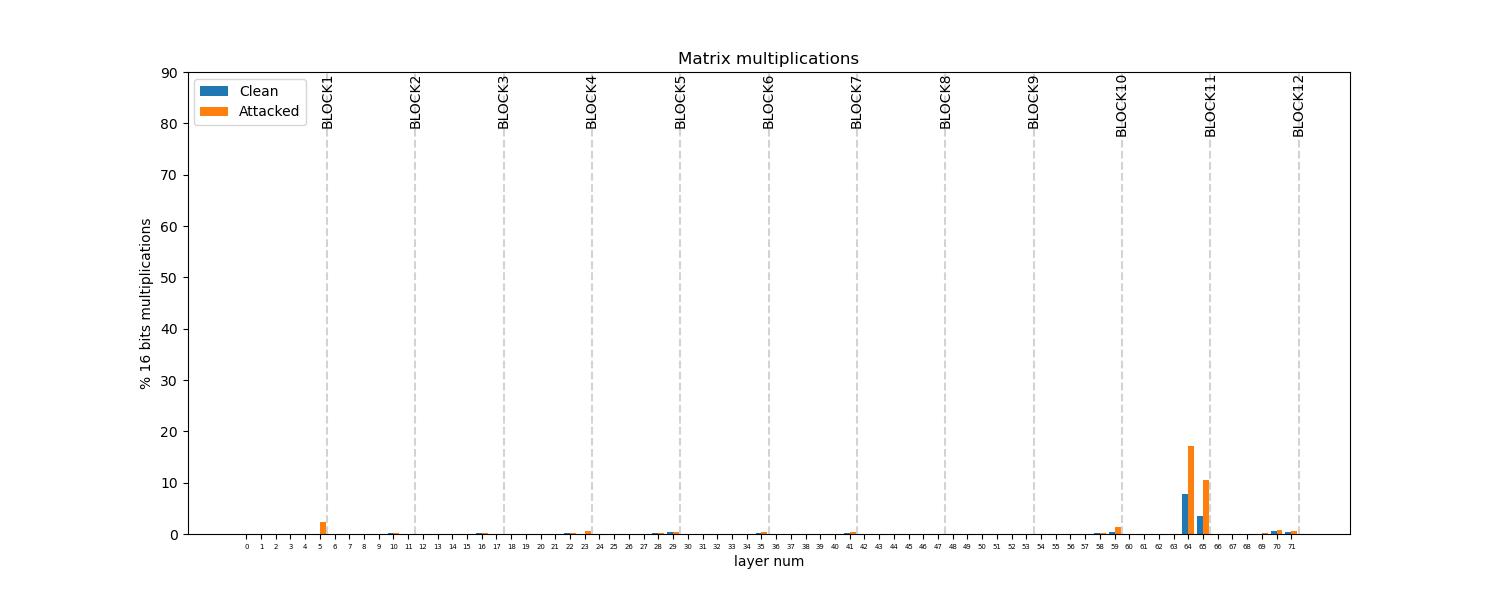 Matrix multiplications
Clean
Attacked
BLOCK1
BLOCK2
BLOCK3
BLOCK4
BLOCK5
BLOCK6
BLOCK7
BLOCK8
BLOCK9
BLOCK10
BLOCK11
BLOCK12
% 16 bits multiplications
90
80
70
60
50
40
30
20
10
0
0 1 2 3 4 5 6 7 8 9 10 11 12 13 14 15 16 17 18 19 20 21 22 23 24 25 26 27 28 29 30 31 32 33 34 35 36 37 38 39 40 41 42 43 44 45 46 47 48 49 50 51 52 53 54 55 56 57 58 59 60 61 62 63 64 65 66 67 68 69 70 71
layer num